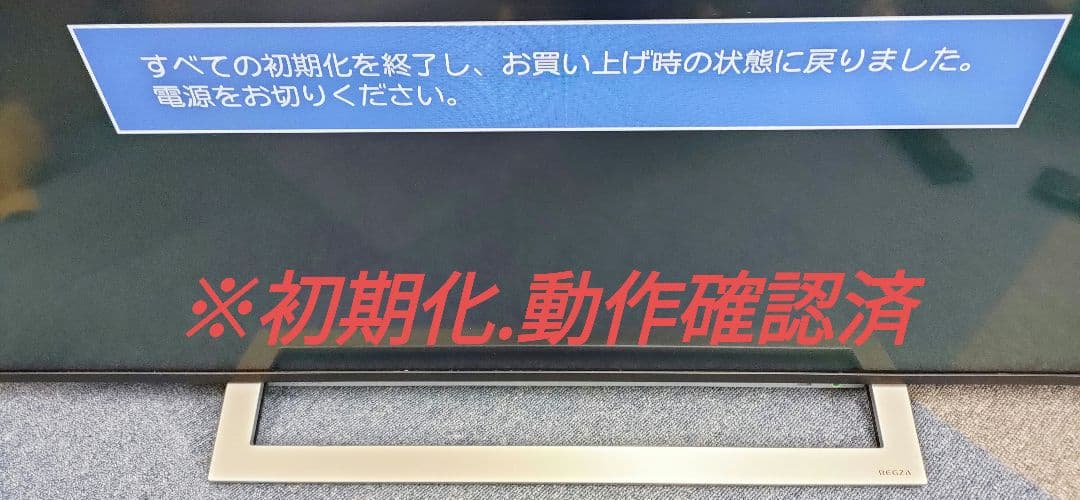 すべての初期化を終了し、お買い上げ時の状態に戻りました。
電源をお切りください。
※初期化.動作確認済
REGZA